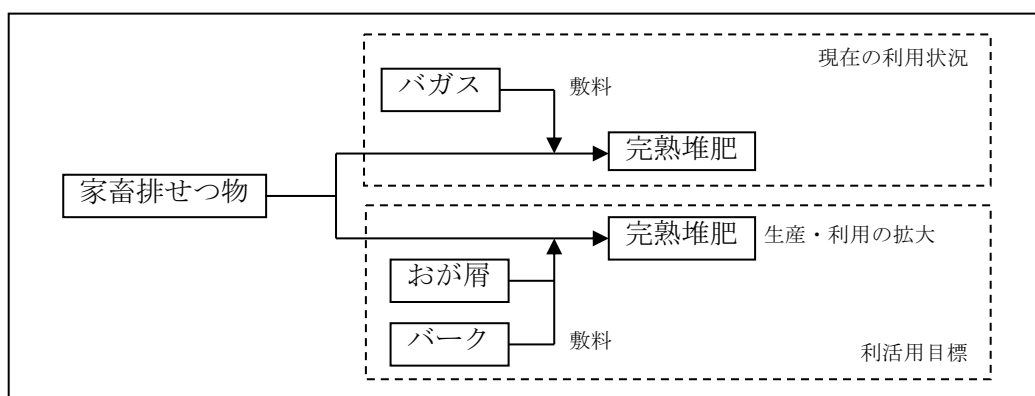 現在の利用状況
バガス
敷料
完熟堆肥
家畜排せつ物
完熟堆肥
生産・利用の拡大
おが屑
バーク
敷料
利活用目標